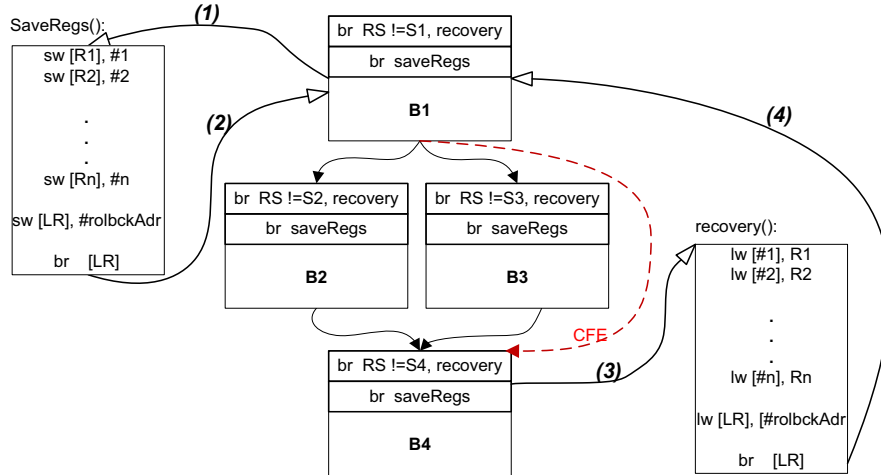 SaveRegs():
(1)
sw [R1], #1
sw [R2], #2
.
.
.
sw [Rn], #n
sw [LR], #rolbckAdr
br [LR]
(2)
br RS !=S1, recovery
br saveRegs
B1
(4)
br RS !=S2, recovery
br saveRegs
B2
br RS !=S3, recovery
br saveRegs
B3
CFE
br RS !=S4, recovery
br saveRegs
B4
(3)
recovery():
lw [#1], R1
lw [#2], R2
.
.
.
lw [#n], Rn
lw [LR], [#rolbckAdr
br [LR]